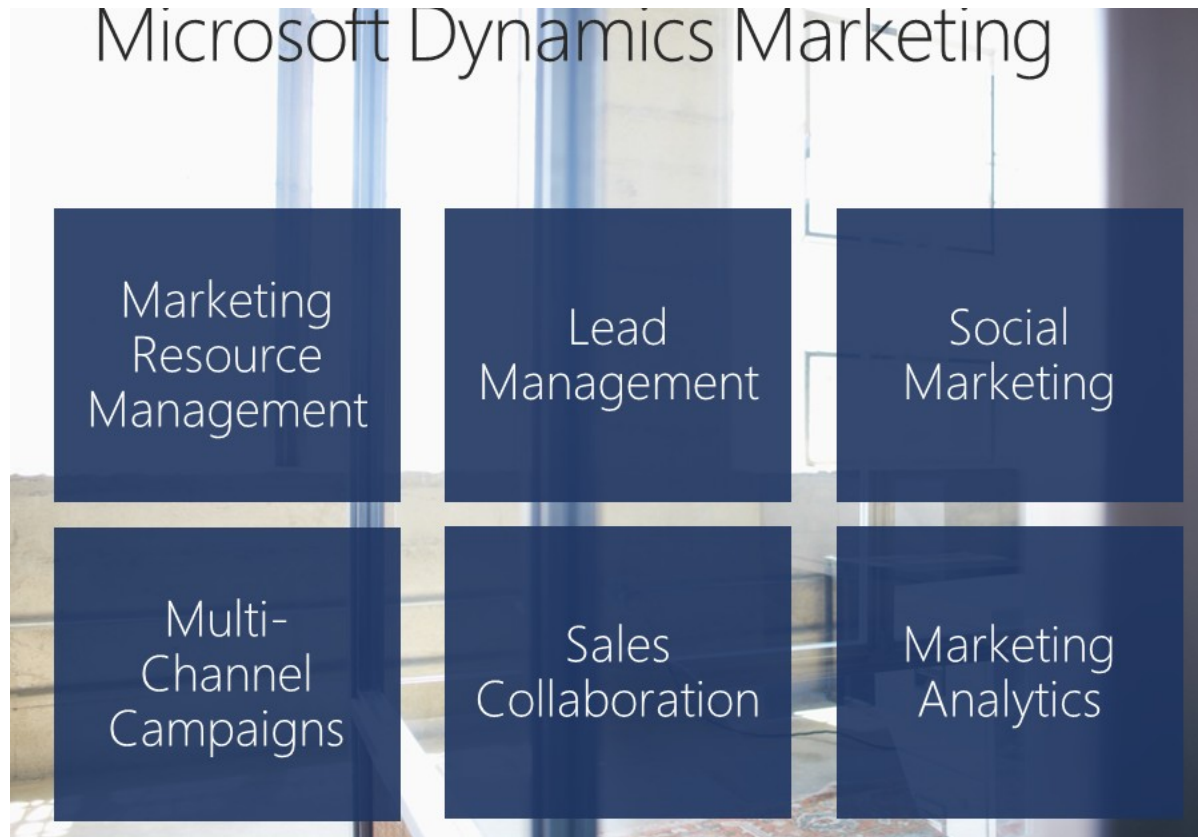 Microsoft Dynamics Marketing
Marketing
Resource
Management
Lead
Management
Social
Marketing
Multi-
Channel
Campaigns
Sales
Collaboration
Marketing
Analytics